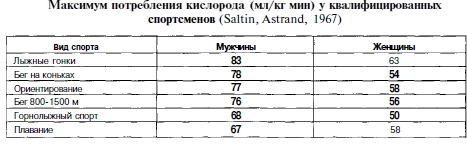 Максимум потребления кислорода (мл/кг мин) у квалифицированных
спортсменов (Saltin, Astrand, 1967)
Вид спорта Мужчины Женщины
Лыжные гонки 83 63
Бег на коньках 78 54
Ориентирование 77 58
Бег 800-1500 м 76 56
Горнолыжный спорт 68 50
Плавание 67 58